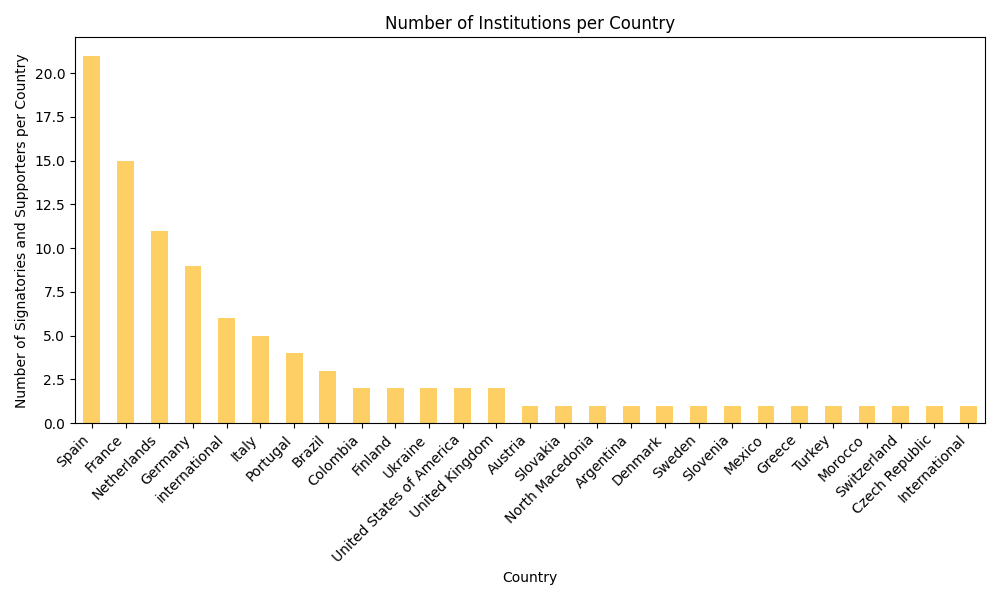 Number of Institutions per Country
Number of Signatories and Supporters per Country
20.0
17.5
15.0
12.5
10.0
7.5
5.0
2.5
0.0
Spain
France
Netherlands
Germany
international
Italy
Portugal
Brazil
Colombia
Finland
Ukraine
United States of America
United Kingdom
Austria
Slovakia
North Macedonia
Argentina
Denmark
Sweden
Slovenia
Mexico
Greece
Turkey
Morocco
Switzerland
Czech Republic
International
Country